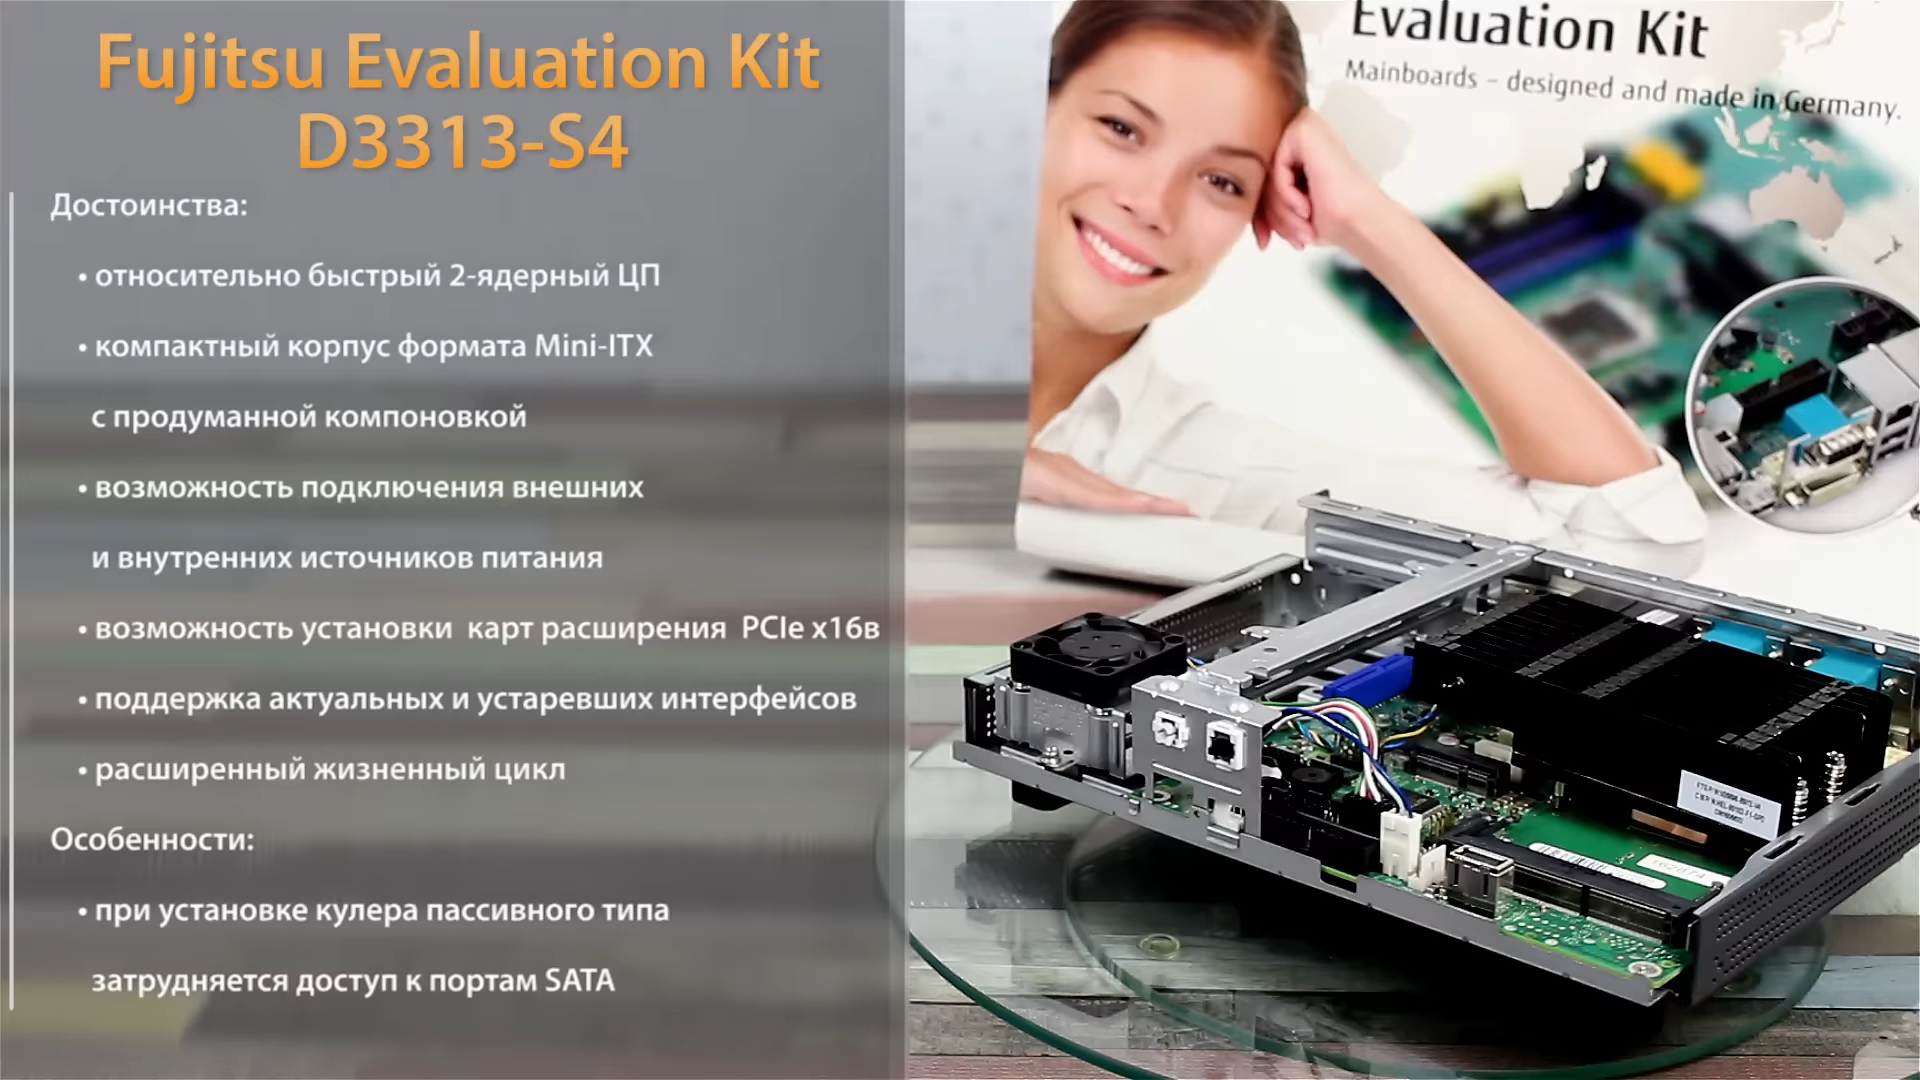 Fujitsu Evaluation Kit
D3313-S4
Достоинства:
• относительно быстрый 2-ядерный ЦП
• компактный корпус формата Mini-ITX
с продуманной компоновкой
• возможность подключения внешних
и внутренних источников питания
• возможность установки карт расширения PCIe x16в
• поддержка актуальных и устаревших интерфейсов
• расширенный жизненный цикл
Особенности:
• при установке кулера пассивного типа
затрудняется доступ к портам SATA
Evaluation Kit
Mainboards – designed and made in Germany.